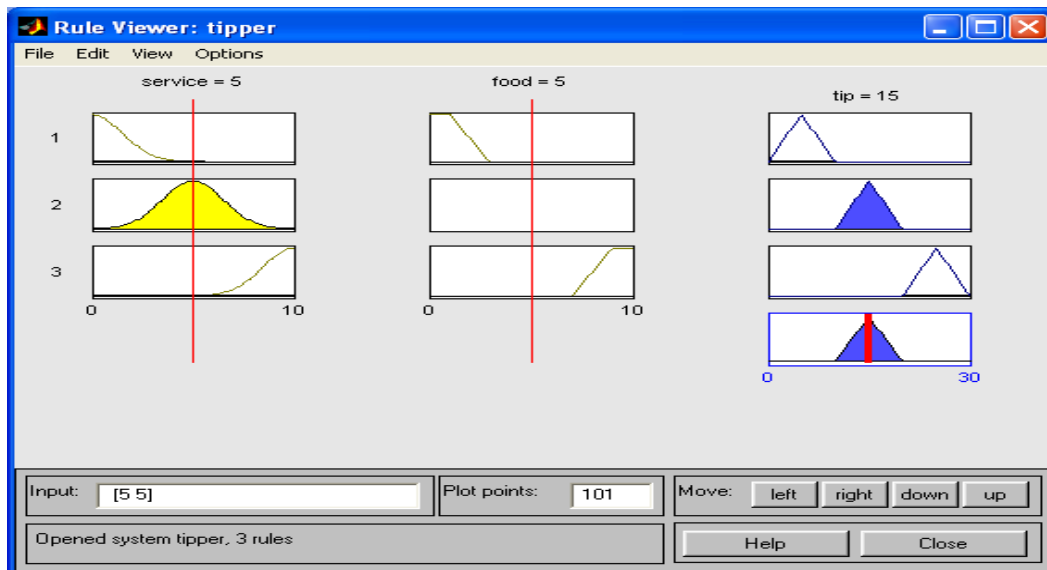 Rule Viewer: tipper
File Edit View Options
service = 5
food = 5
tip = 15
1
2
3
0 10
0 10
0 30
Input: [5 5]
Plot points: 101
Move: left right down up
Opened system tipper, 3 rules
Help Close